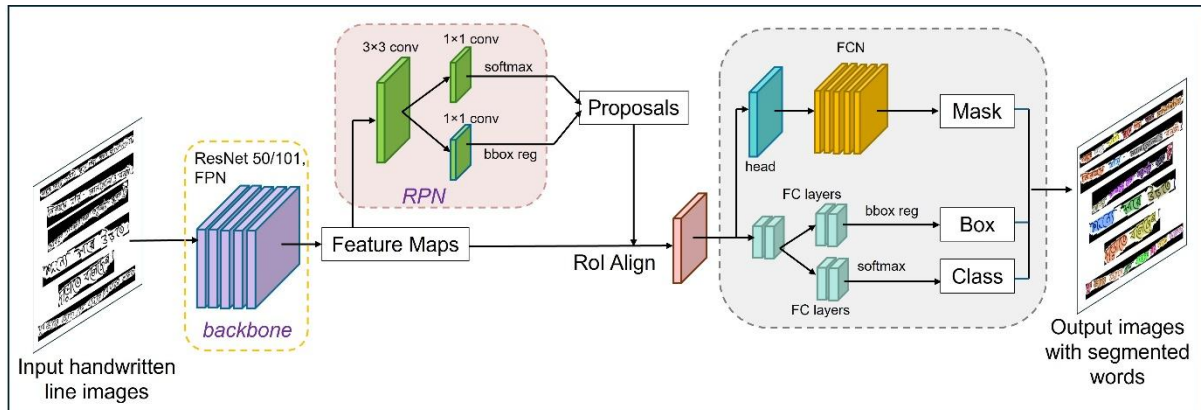 3×3 conv
1×1 conv
softmax
1×1 conv
bbox reg
RPN
Proposals
ResNet 50/101,
FPN
backbone
Feature Maps
RoI Align
FCN
head
Mask
FC layers
bbox reg
Box
softmax
Class
FC layers
Input handwritten
line images
Output images
with segmented
words